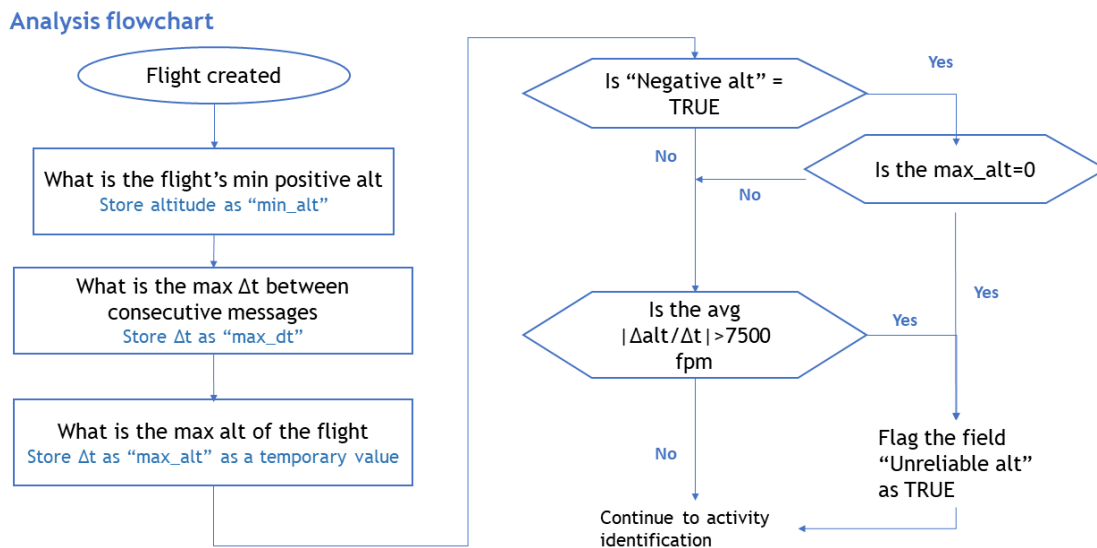 Analysis flowchart
Flight created
What is the flight's min positive alt
Store altitude as “min_alt”
What is the max Δt between
consecutive messages
Store Δt as “max_dt”
What is the max alt of the flight
Store Δt as “max_alt” as a temporary value
Is “Negative alt” =
TRUE
Yes
No
Is the max_alt=0
No
Yes
Is the avg
|Δalt/Δt|>7500
fpm
Yes
No
Flag the field
“Unreliable alt”
as TRUE
Continue to activity
identification